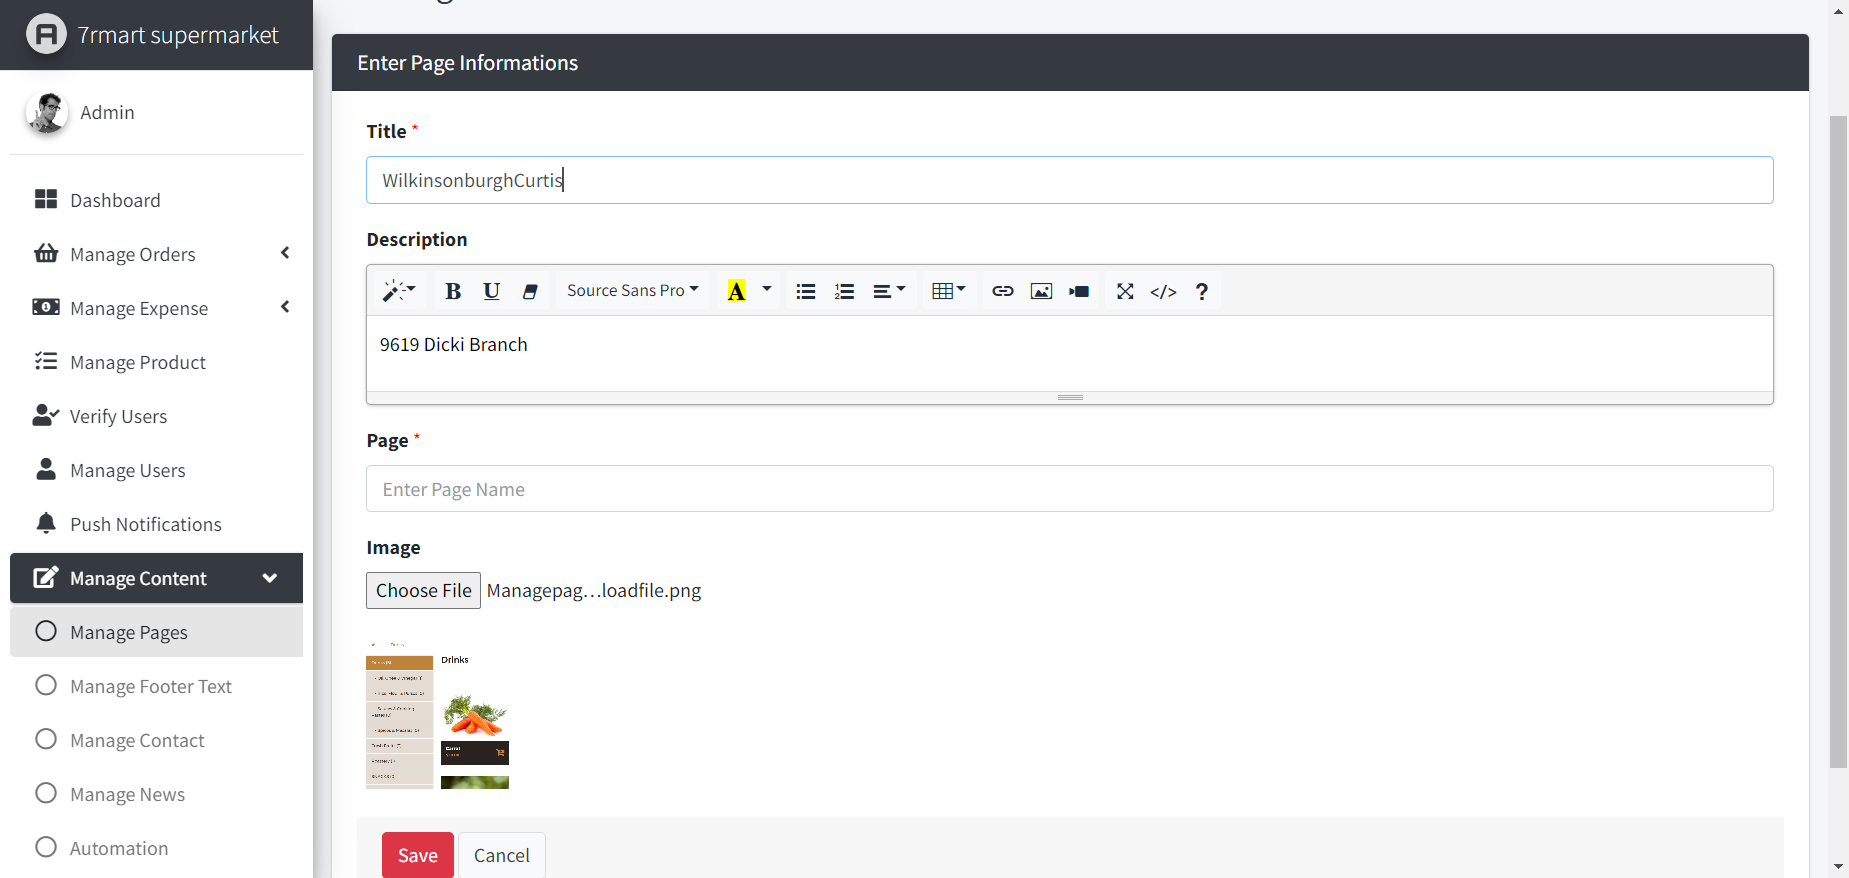 7rmart supermarket
Admin
Dashboard
Manage Orders
Manage Expense
Manage Product
Verify Users
Manage Users
Push Notifications
Manage Content
Manage Pages
Manage Footer Text
Manage Contact
Manage News
Automation
Enter Page Informations
Title *
WilkinsonburghCurtis
Description
B U Source Sans Pro A </> ?
9619 Dicki Branch
Page *
Enter Page Name
Image
Choose File Managepag...loadfile.png
Drinks
Carrot
Save Cancel